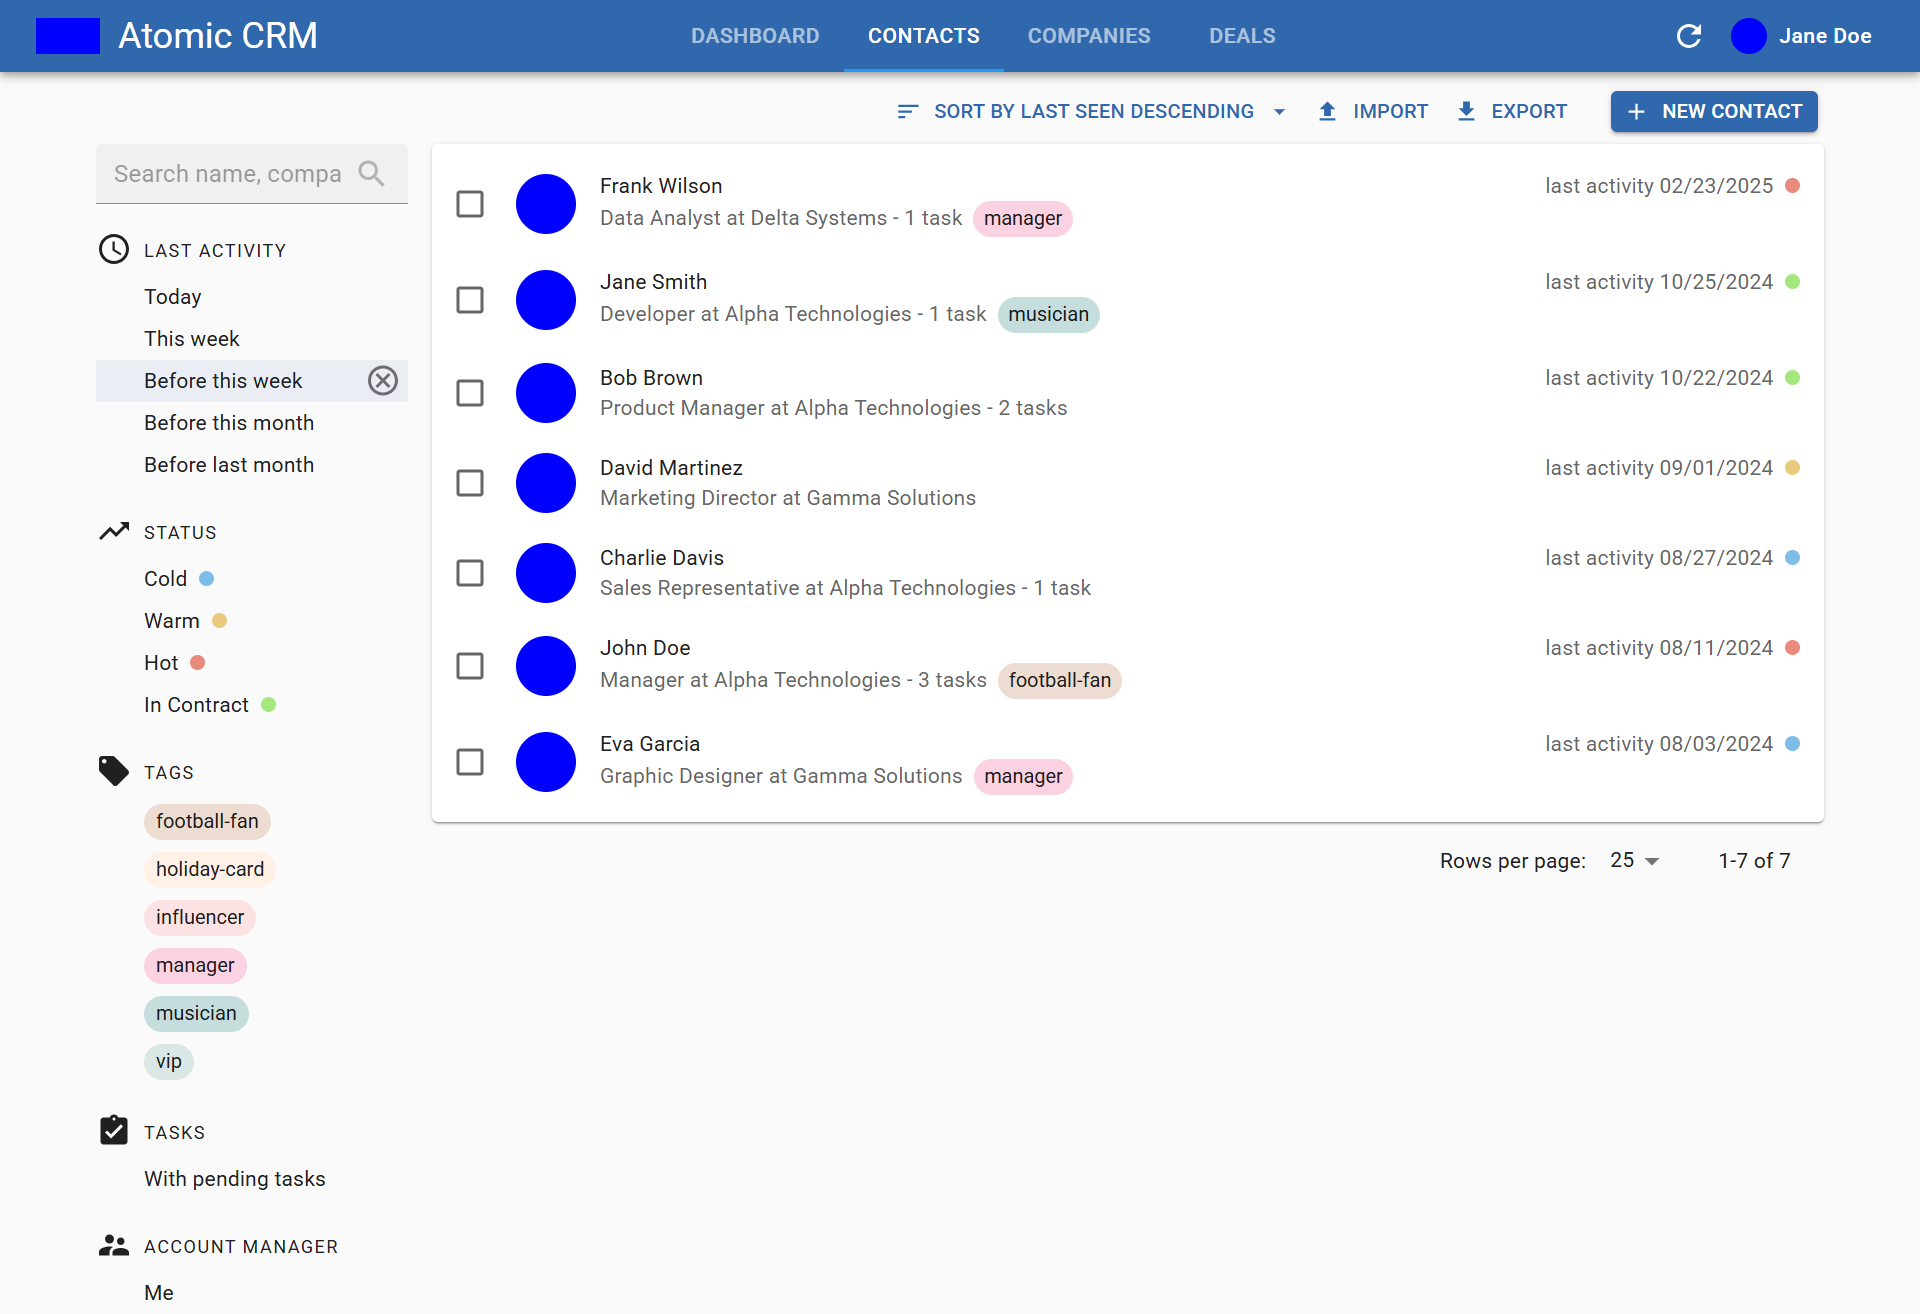 Atomic CRM
DASHBOARD
CONTACTS
COMPANIES
DEALS
Jane Doe
SORT BY LAST SEEN DESCENDING
IMPORT
EXPORT
NEW CONTACT
Search name, compa
LAST ACTIVITY
Today
This week
Before this week
Before this month
Before last month
STATUS
Cold
Warm
Hot
In Contract
TAGS
football-fan
holiday-card
influencer
manager
musician
vip
TASKS
With pending tasks
ACCOUNT MANAGER
Me
Frank Wilson
last activity 02/23/2025
Data Analyst at Delta Systems - 1 task manager
Jane Smith
last activity 10/25/2024
Developer at Alpha Technologies - 1 task musician
Bob Brown
last activity 10/22/2024
Product Manager at Alpha Technologies - 2 tasks
David Martinez
last activity 09/01/2024
Marketing Director at Gamma Solutions
Charlie Davis
last activity 08/27/2024
Sales Representative at Alpha Technologies - 1 task
John Doe
last activity 08/11/2024
Manager at Alpha Technologies - 3 tasks football-fan
Eva Garcia
last activity 08/03/2024
Graphic Designer at Gamma Solutions manager
Rows per page: 25 1-7 of 7